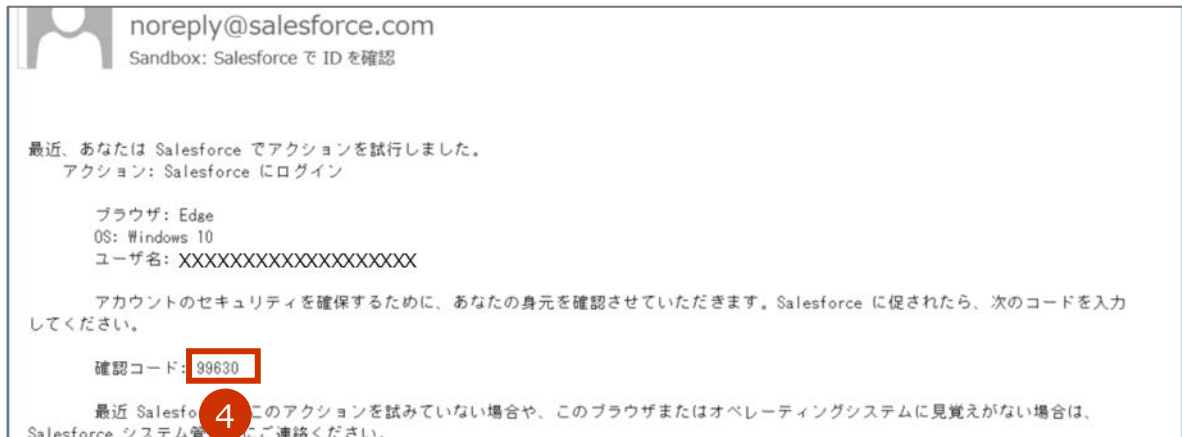 noreply@salesforce.com
Sandbox: Salesforce で ID を確認
最近、あなたは Salesforce でアクションを試行しました。
アクション: Salesforce にログイン
ブラウザ: Edge
OS: Windows 10
ユーザ名: XXXXXXXXXXXXXXXXXXX
アカウントのセキュリティを確保するために、あなたの身元を確認させていただきます。Salesforce に促されたら、次のコードを入力
してください。
確認コード: 99630
4
最近 Salesfo このアクションを試みていない場合や、このブラウザまたはオペレーティングシステムに見覚えがない場合は、
Salesforce システム管 にご連絡ください。